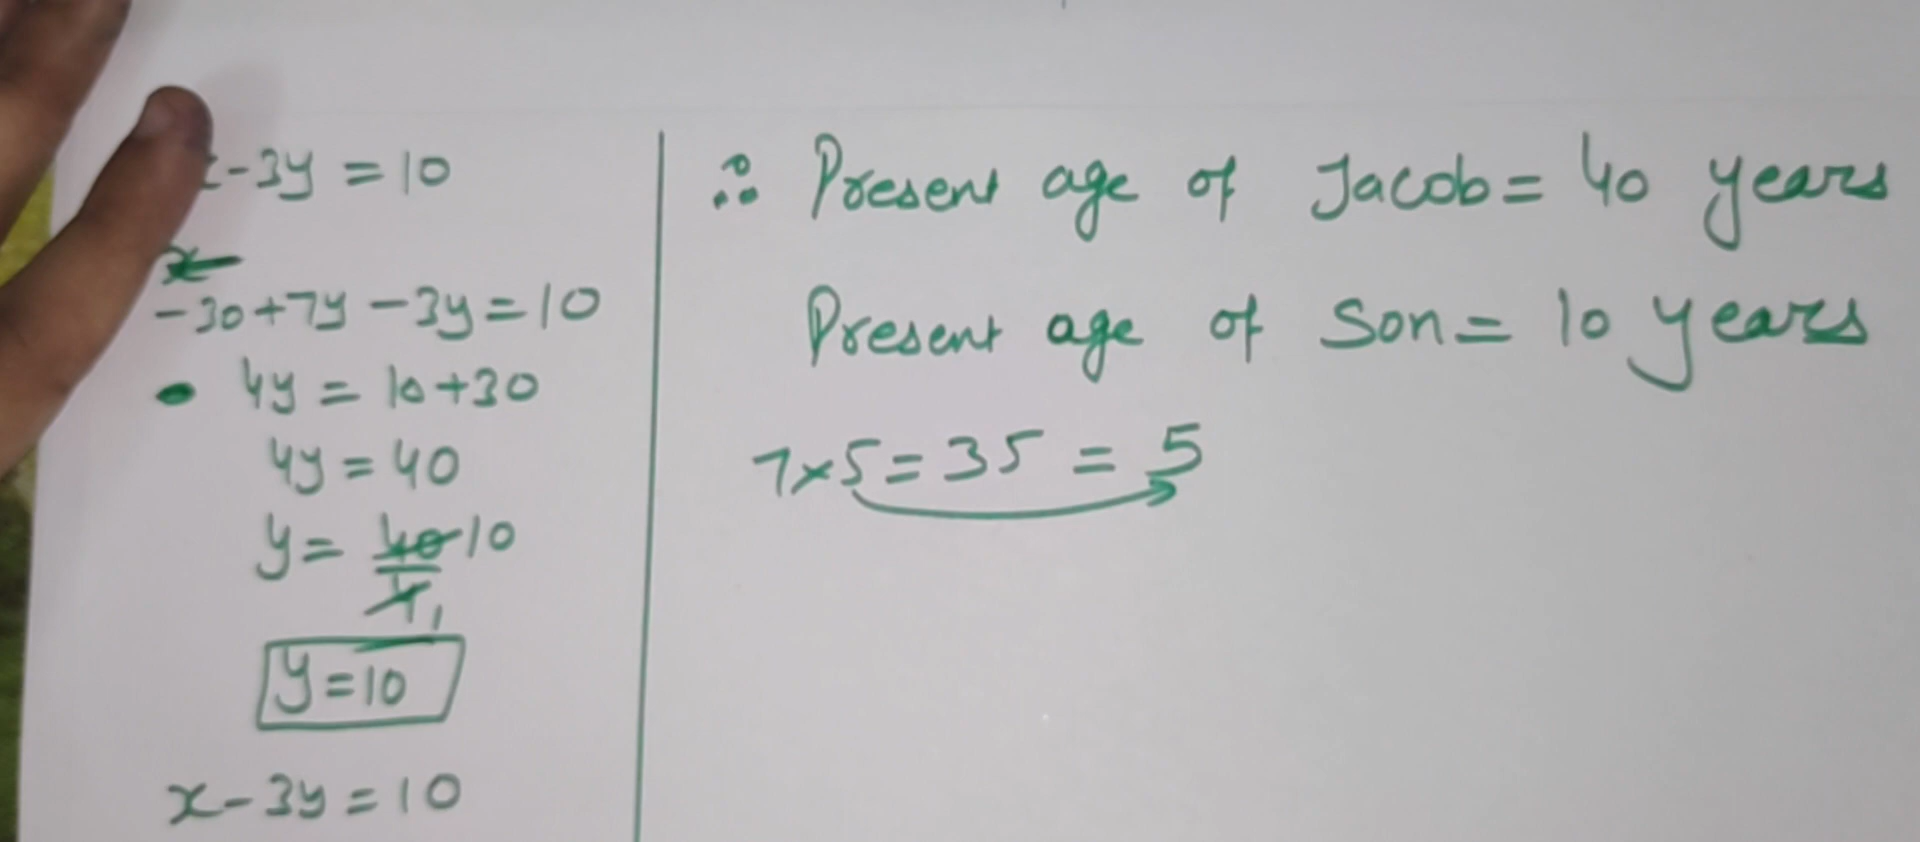 x-3y = 10
x
-30+7y-3y=10
4y = 10+30
4y = 40
y = 40/4 10 1
y=10
x-3y = 10
∴ Present age of Jacob = 40 years
Present age of Son = 10 years
7×5 = 35 = 5